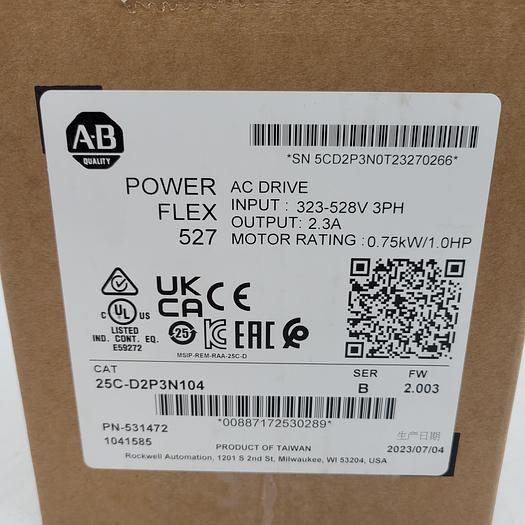 A-B
QUALITY
*SN 5CD2P3N0T23270266*
POWER
FLEX
527
AC DRIVE
INPUT : 323-528V 3PH
OUTPUT: 2.3A
MOTOR RATING : 0.75kW/1.0HP
C UL US
LISTED
IND. CONT. EQ.
E59272
UK
CA CE
25 EAC
MSIP-REM-RAA-25C-D
CAT
25C-D2P3N104
SER
B
FW
2.003
*00887172530289*
PN-531472
1041585
PRODUCT OF TAIWAN
Rockwell Automation, 1201 S 2nd St, Milwaukee, WI 53204, USA
生产日期
2023/07/04